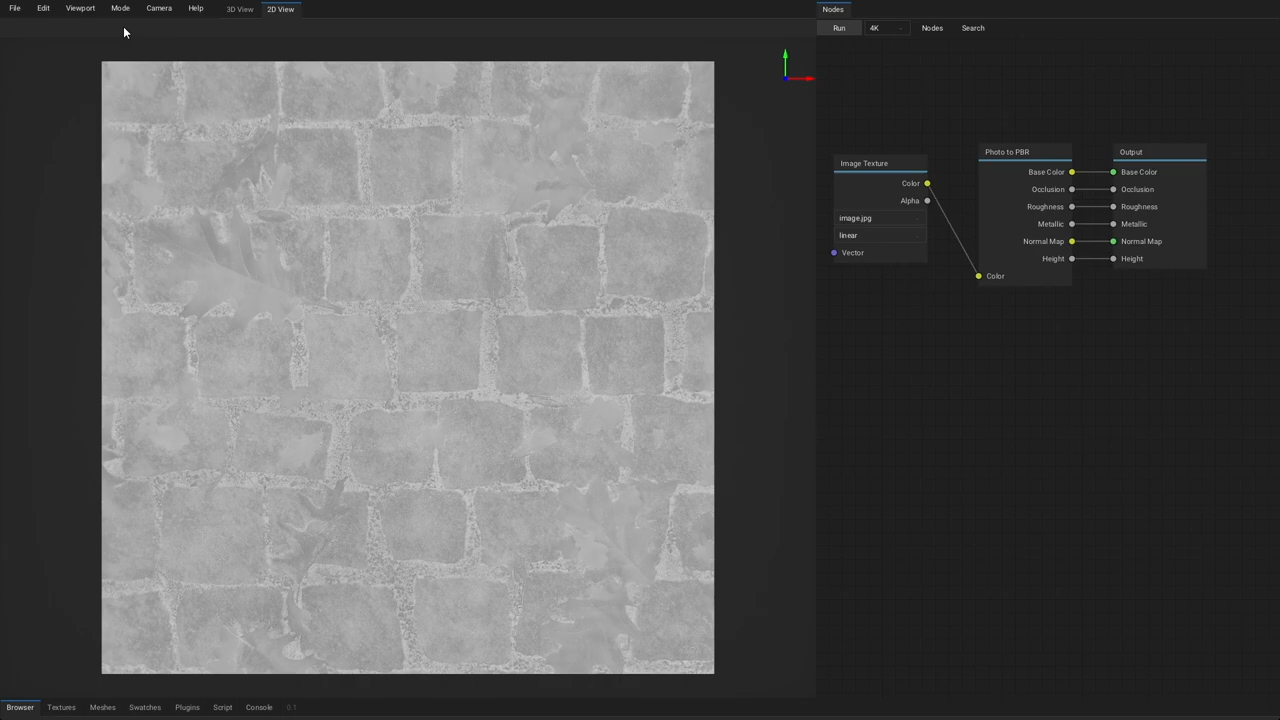 File Edit Viewport Mode Camera Help 3D View 2D View
Nodes
Run 4K Nodes Search
Image Texture
Color
Alpha
image.jpg
linear
Vector
Photo to PBR
Base Color
Occlusion
Roughness
Metallic
Normal Map
Height
Color
Output
Base Color
Occlusion
Roughness
Metallic
Normal Map
Height
Browser Textures Meshes Swatches Plugins Script Console 0.1